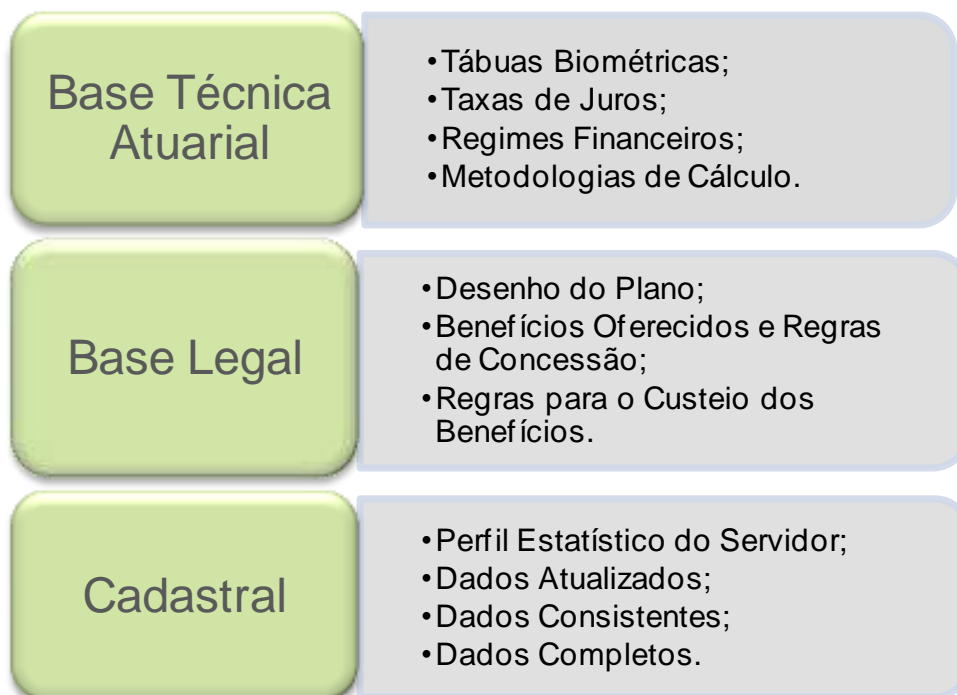 Base Técnica
Atuarial
•Tábuas Biométricas;
•Taxas de Juros;
•Regimes Financeiros;
•Metodologias de Cálculo.
Base Legal
•Desenho do Plano;
•Benefícios Oferecidos e Regras
de Concessão;
•Regras para o Custeio dos
Benefícios.
Cadastral
•Perfil Estatístico do Servidor;
•Dados Atualizados;
•Dados Consistentes;
•Dados Completos.